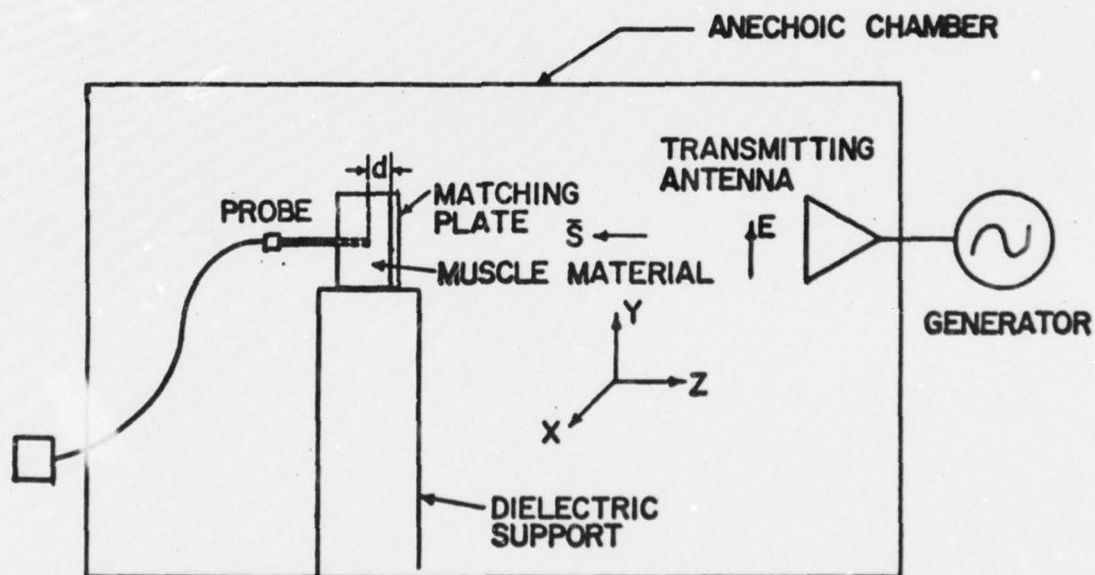 ANECHOIC CHAMBER
TRANSMITTING
ANTENNA
d
MATCHING
PLATE
PROBE
S̄
E
MUSCLE MATERIAL
GENERATOR
Y
Z
X
DIELECTRIC
SUPPORT